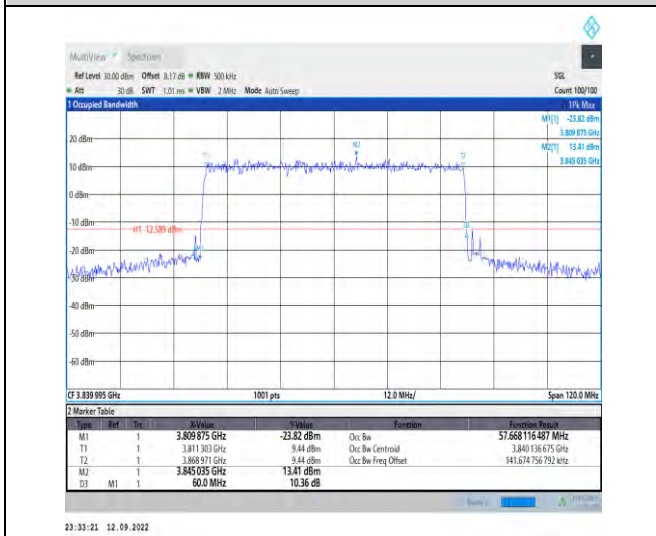 MultiView Spectrum
Ref Level 30.00 dBm Offset 8.17 dB RBW 500 kHz SGL
Att 30 dB SWT 1.01 ms VBW 2 MHz Mode Auto Sweep Count 100/100
1 Occupied Bandwidth 1Pk Max
M1[1] -23.82 dBm
3.809 875 GHz
M2[1] 13.41 dBm
3.845 035 GHz
20 dBm
M2
T1
T2
10 dBm
0 dBm
-10 dBm
H1 -12.589 dBm
D3
M1
-20 dBm
-30 dBm
-40 dBm
-50 dBm
-60 dBm
CF 3.839 995 GHz 1001 pts 12.0 MHz/ Span 120.0 MHz
2 Marker Table
Type Ref Trc X-Value Y-Value Function Function Result
M1 1 3.809 875 GHz -23.82 dBm Occ Bw 57.668 116 487 MHz
T1 1 3.811 303 GHz 9.44 dBm Occ Bw Centroid 3.840 136 675 GHz
T2 1 3.868 971 GHz 9.44 dBm Occ Bw Freq Offset 141.674 756 792 kHz
M2 1 3.845 035 GHz 13.41 dBm
D3 M1 1 60.0 MHz 10.36 dB
23:33:21 12.09.2022